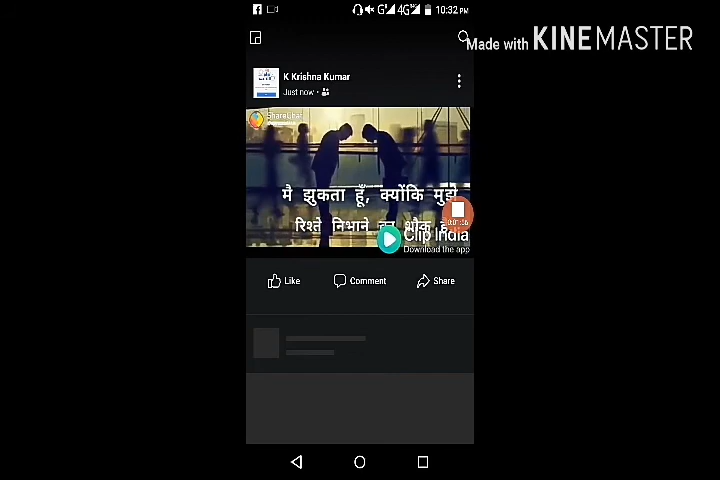 10:32 PM
Made with KINEMASTER
K Krishna Kumar
Just now
ShareChat
मै झुकता हूँ, क्योंकि मुझे
रिश्ते निभाने का शौक है
Clip India
Download the app
Like Comment Share